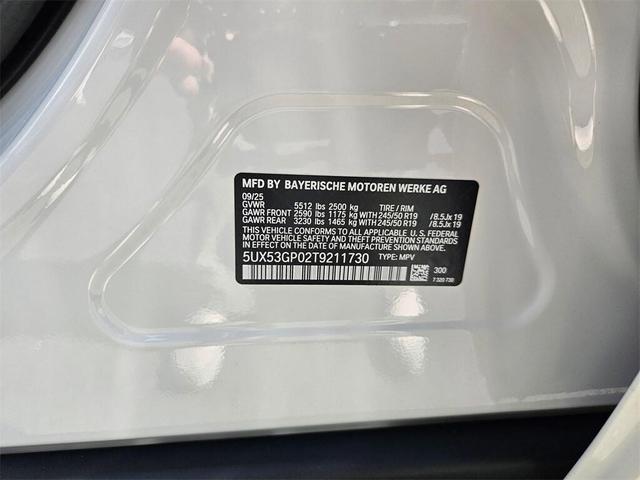 MFD BY BAYERISCHE MOTOREN WERKE AG
09/25
GVWR 5512 lbs 2500 kg TIRE / RIM
GAWR FRONT 2590 lbs 1175 kg WITH 245/50 R19 /8.5Jx19
GAWR REAR 3230 lbs 1465 kg WITH 245/50 R19 /8.5Jx19
THIS VEHICLE CONFORMS TO ALL APPLICABLE U. S. FEDERAL
MOTOR VEHICLE SAFETY AND THEFT PREVENTION STANDARDS
IN EFFECT ON THE DATE OF MANUFACTURE SHOWN ABOVE.
5UX53GP02T9211730 TYPE: MPV
300